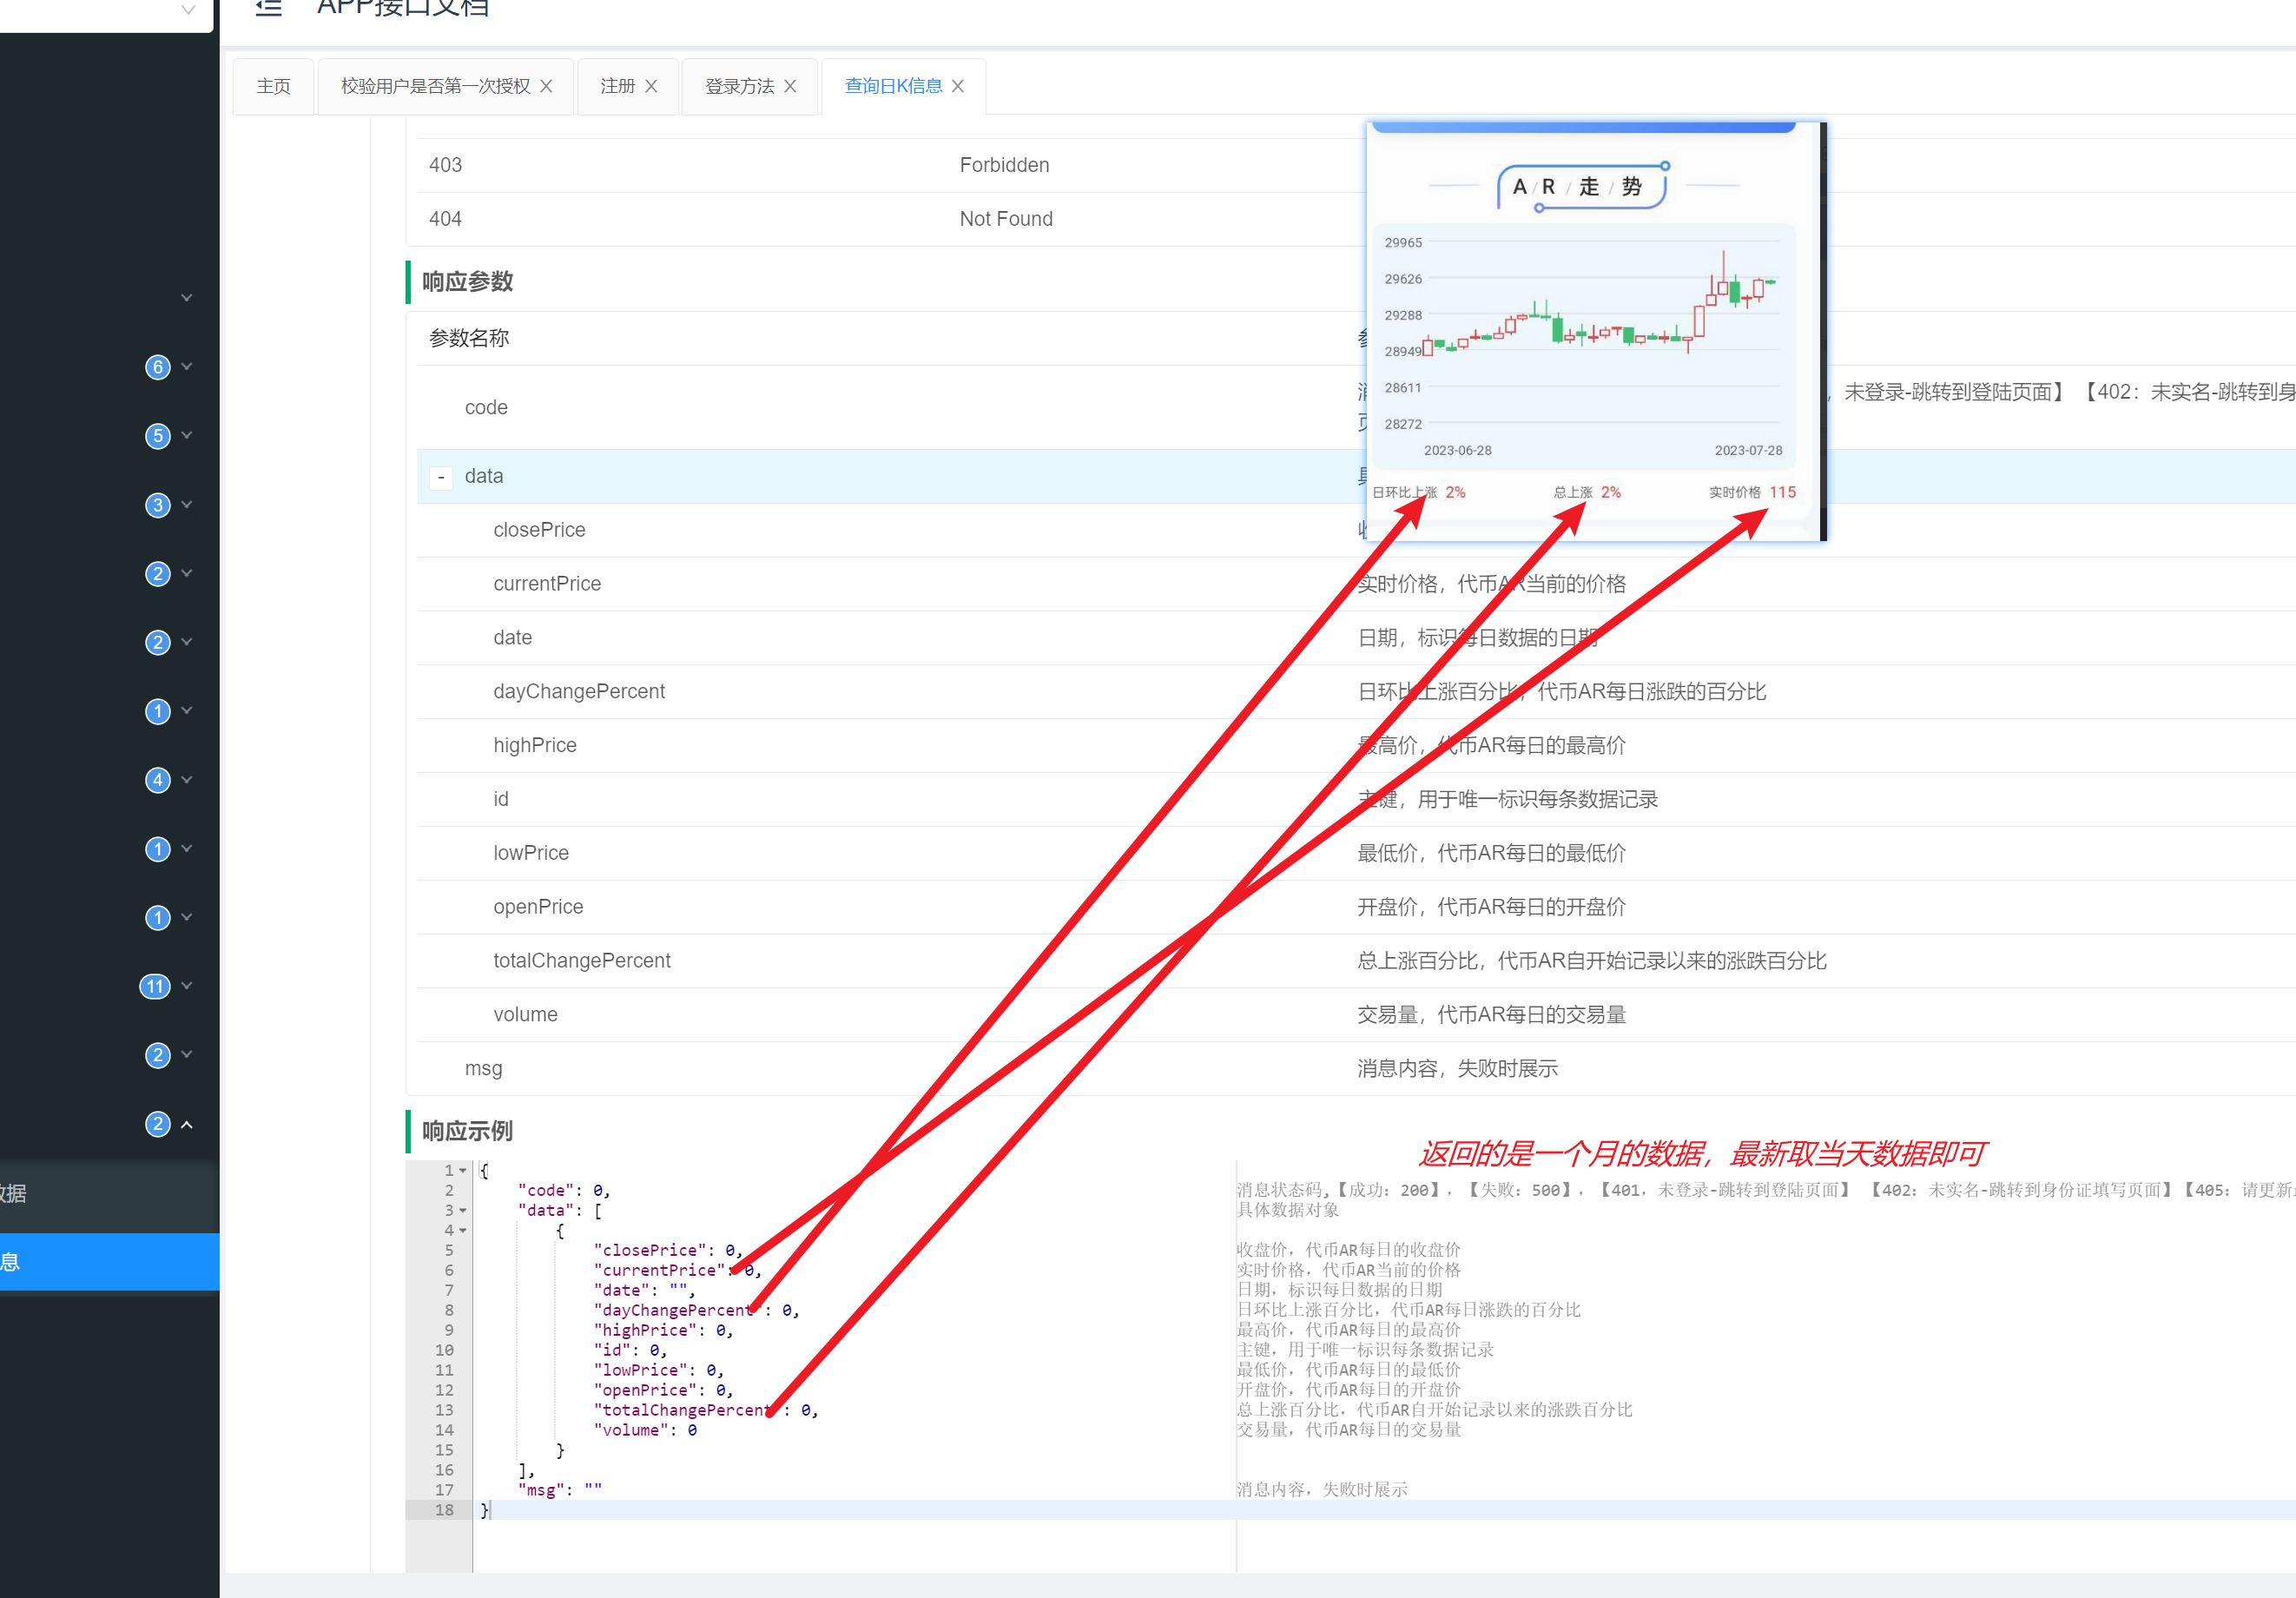 APP接口文档
主页
校验用户是否第一次授权
注册
登录方法
查询日K信息
403 Forbidden
404 Not Found
响应参数
参数名称
code
，未登录-跳转到登陆页面】 【402：未实名-跳转到身
- data
closePrice
currentPrice 实时价格，代币AR当前的价格
date 日期，标识每日数据的日期
dayChangePercent 日环比上涨百分比，代币AR每日涨跌的百分比
highPrice 最高价，代币AR每日的最高价
id 主键，用于唯一标识每条数据记录
lowPrice 最低价，代币AR每日的最低价
openPrice 开盘价，代币AR每日的开盘价
totalChangePercent 总上涨百分比，代币AR自开始记录以来的涨跌百分比
volume 交易量，代币AR每日的交易量
msg 消息内容，失败时展示
A/R/走/势
29965
29626
29288
28949
28611
28272
2023-06-28 2023-07-28
日环比上涨 2% 总上涨 2% 实时价格 115
6
5
3
2
2
1
4
1
1
11
2
2
数据
息
响应示例
返回的是一个月的数据，最新取当天数据即可
1 {
2 "code": 0, 消息状态码,【成功：200】，【失败：500】，【401，未登录-跳转到登陆页面】 【402：未实名-跳转到身份证填写页面】【405：请更新
3 "data": [ 具体数据对象
4 {
5 "closePrice": 0, 收盘价，代币AR每日的收盘价
6 "currentPrice": 0, 实时价格，代币AR当前的价格
7 "date": "", 日期，标识每日数据的日期
8 "dayChangePercent": 0, 日环比上涨百分比，代币AR每日涨跌的百分比
9 "highPrice": 0, 最高价，代币AR每日的最高价
10 "id": 0, 主键，用于唯一标识每条数据记录
11 "lowPrice": 0, 最低价，代币AR每日的最低价
12 "openPrice": 0, 开盘价，代币AR每日的开盘价
13 "totalChangePercent": 0, 总上涨百分比，代币AR自开始记录以来的涨跌百分比
14 "volume": 0 交易量，代币AR每日的交易量
15 }
16 ],
17 "msg": "" 消息内容，失败时展示
18 }